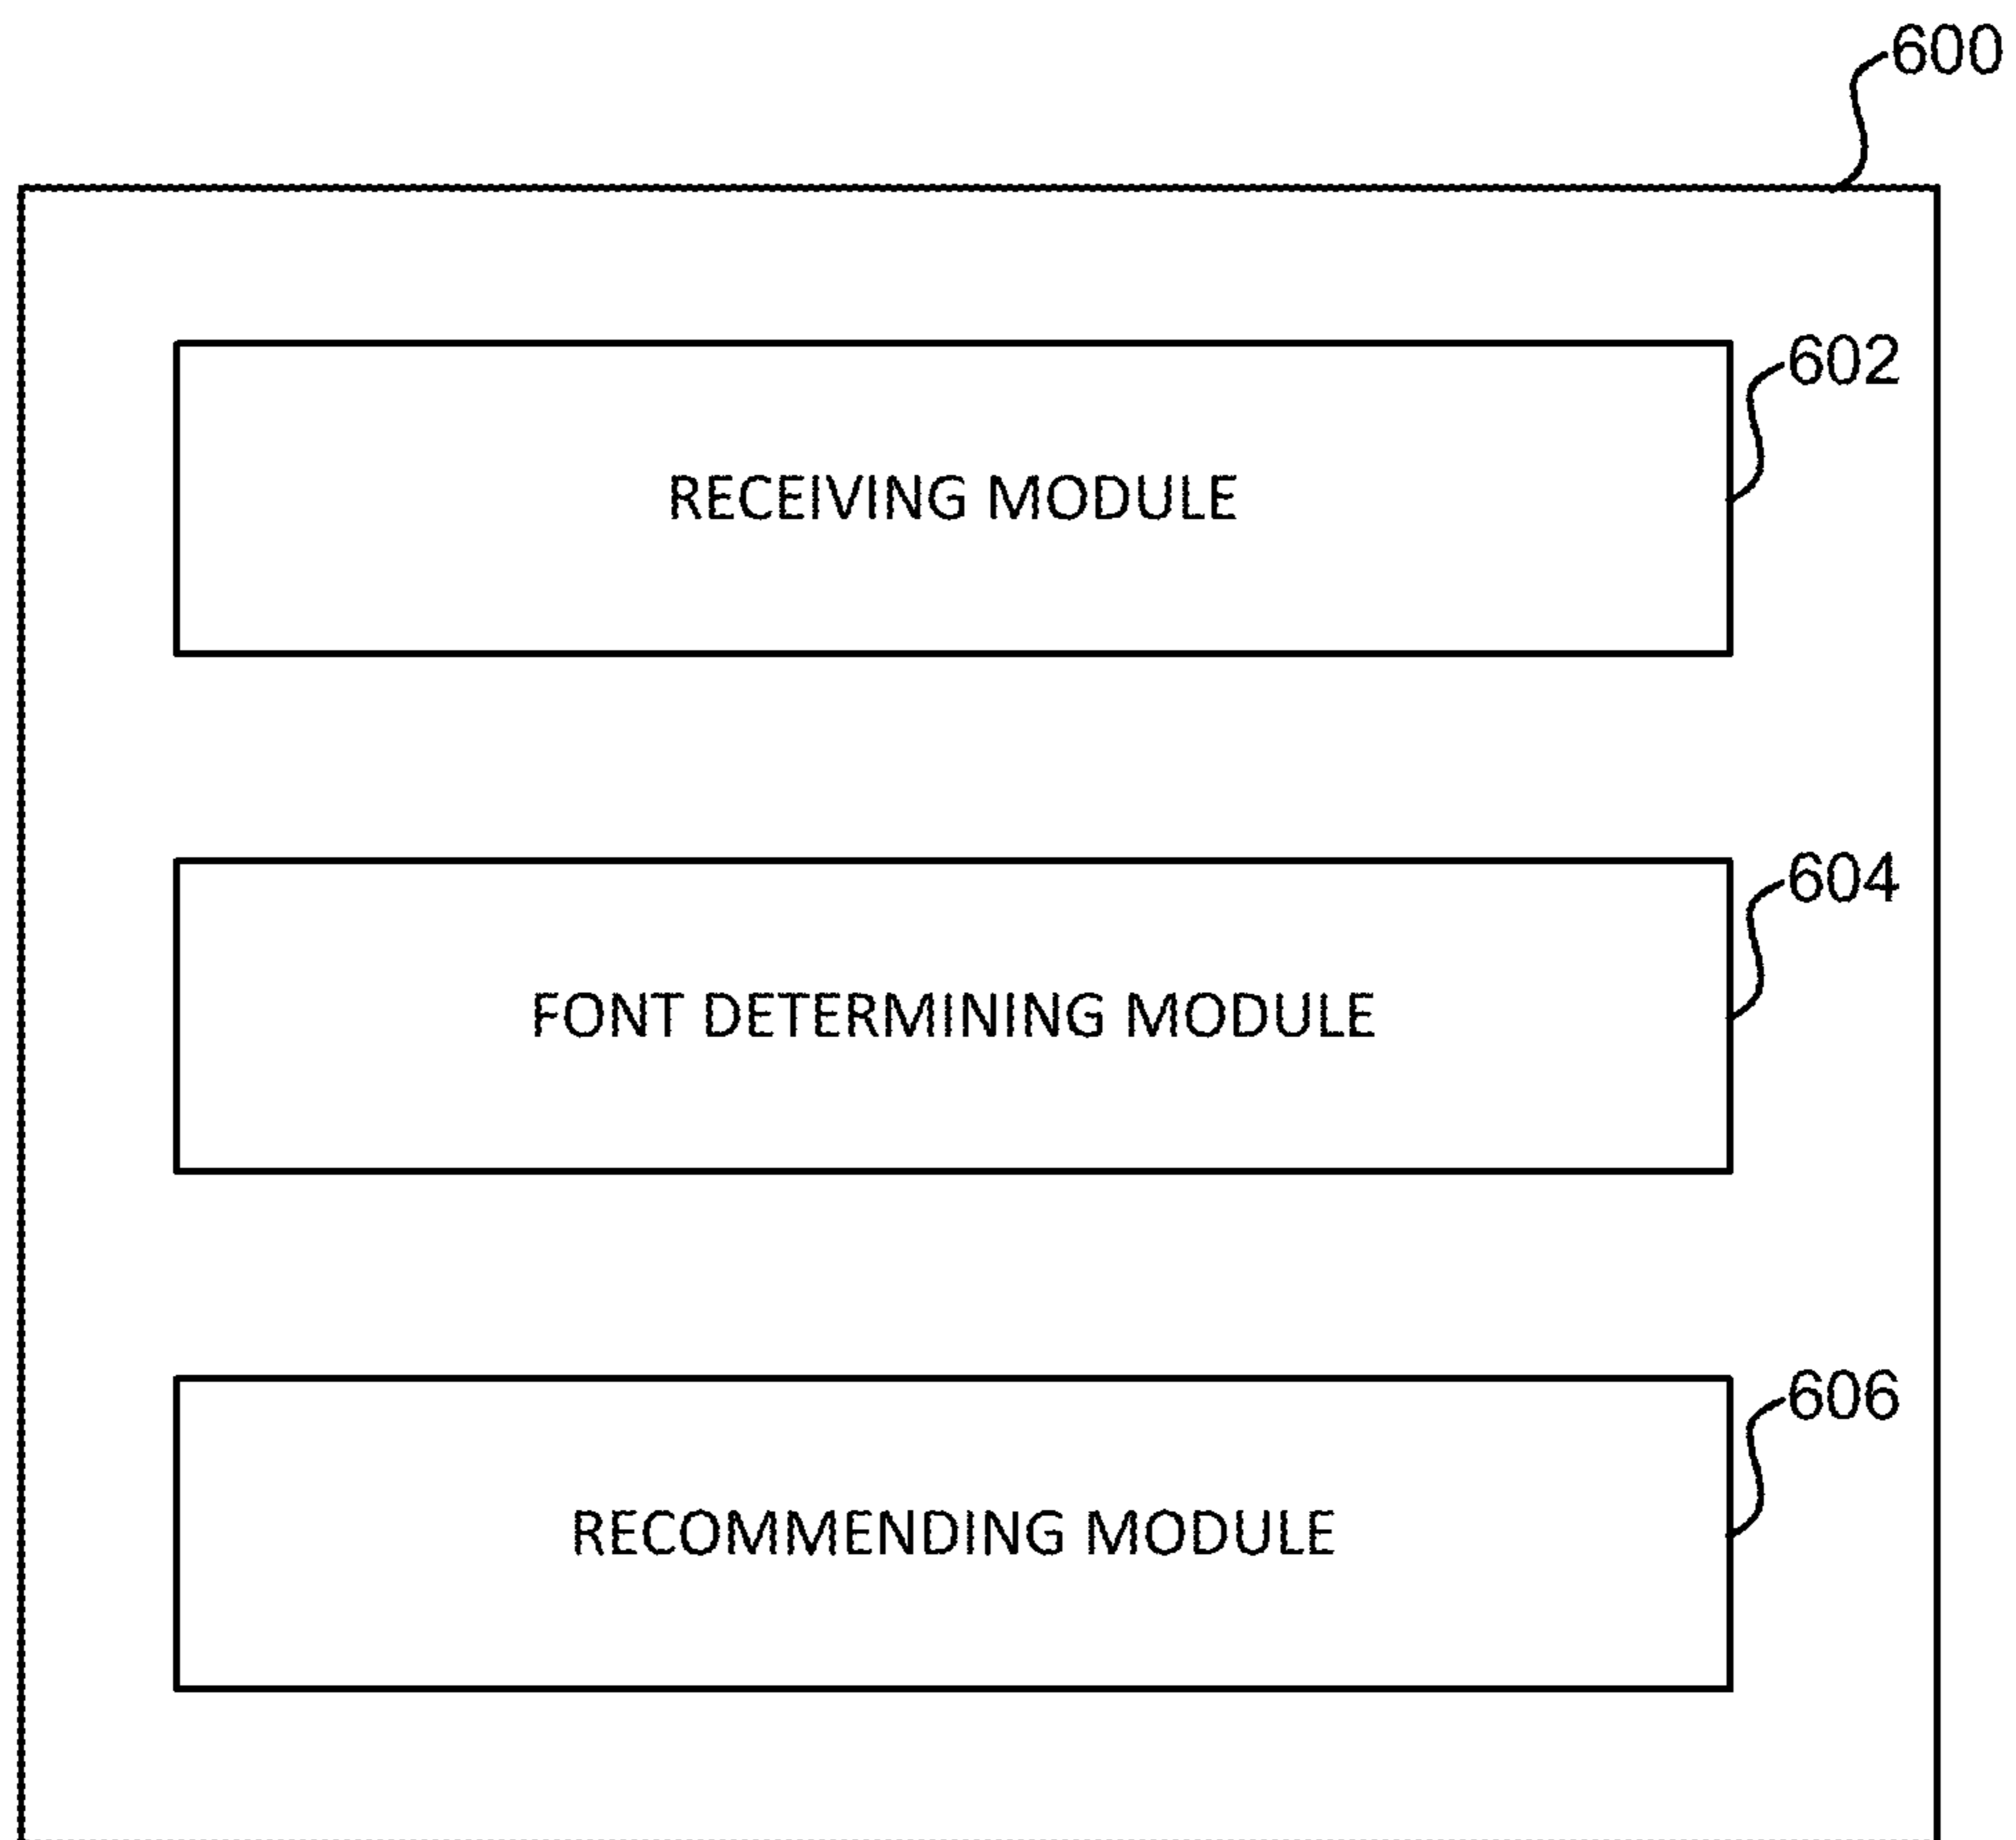 600
602
RECEIVING MODULE
604
FONT DETERMINING MODULE
606
RECOMMENDING MODULE